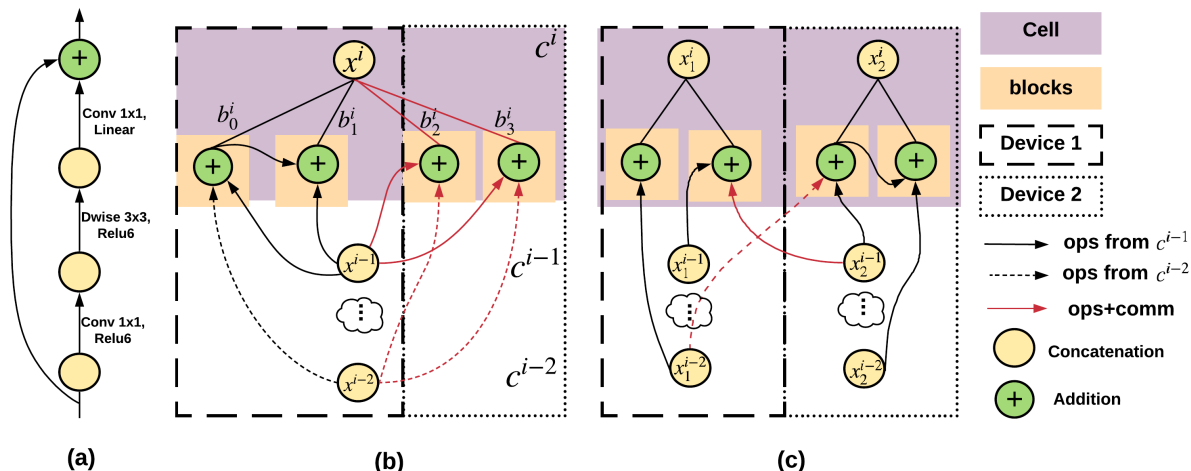 +
Conv 1x1,
Linear
Dwise 3x3,
Relu6
Conv 1x1,
Relu6
(a)
x^i
c^i
b_0^i
b_1^i
b_2^i
b_3^i
+
+
+
+
x^{i-1}
c^{i-1}
x^{i-2}
c^{i-2}
(b)
x_1^i
x_2^i
+
+
+
+
x_1^{i-1}
x_2^{i-1}
x_1^{i-2}
x_2^{i-2}
(c)
Cell
blocks
Device 1
Device 2
ops from c^{i-1}
ops from c^{i-2}
ops+comm
Concatenation
+
Addition